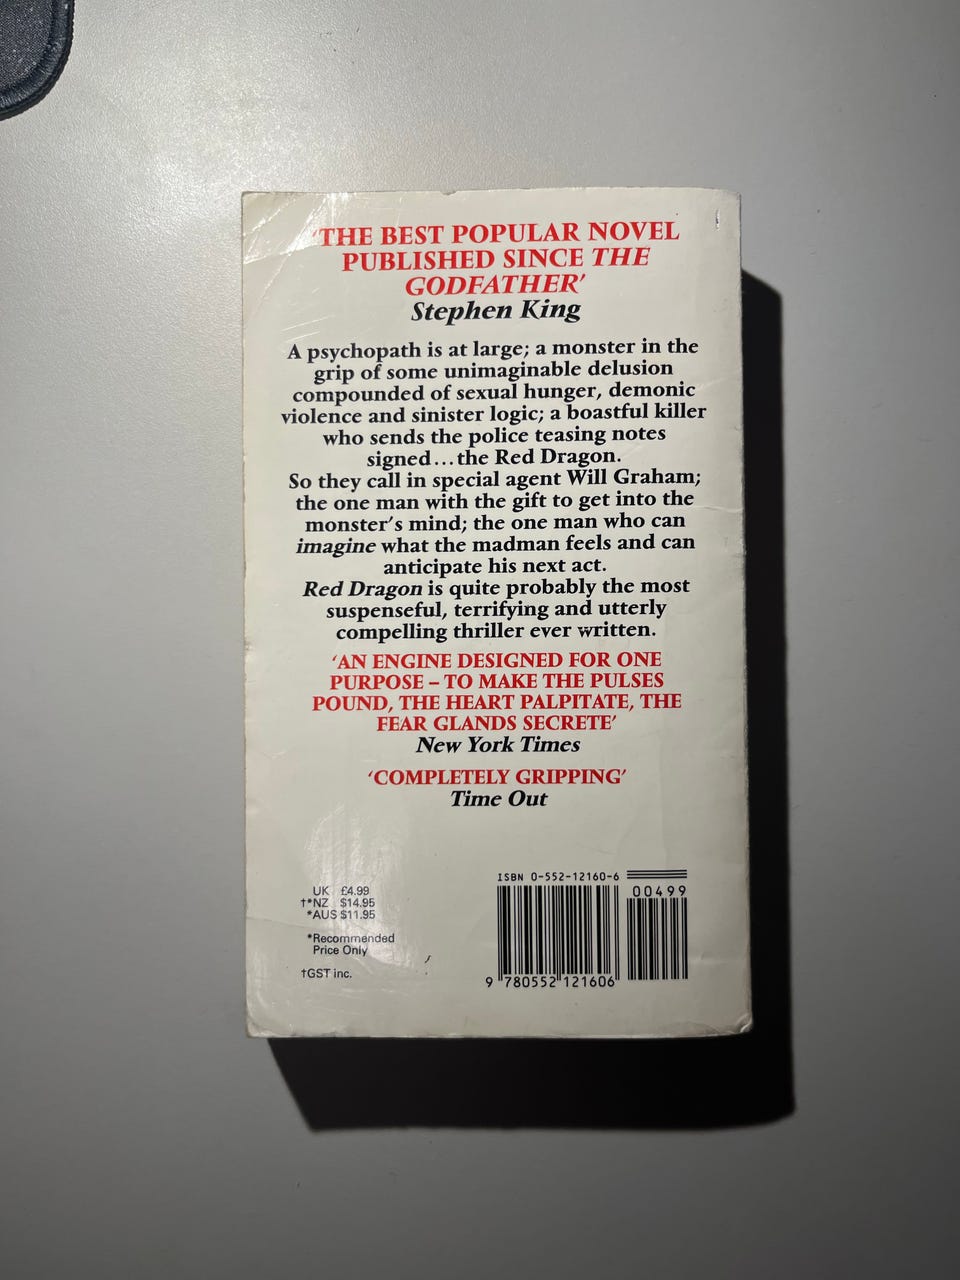 ‘THE BEST POPULAR NOVEL
PUBLISHED SINCE THE
GODFATHER’
Stephen King
A psychopath is at large; a monster in the
grip of some unimaginable delusion
compounded of sexual hunger, demonic
violence and sinister logic; a boastful killer
who sends the police teasing notes
signed...the Red Dragon.
So they call in special agent Will Graham;
the one man with the gift to get into the
monster’s mind; the one man who can
imagine what the madman feels and can
anticipate his next act.
Red Dragon is quite probably the most
suspenseful, terrifying and utterly
compelling thriller ever written.
‘AN ENGINE DESIGNED FOR ONE
PURPOSE – TO MAKE THE PULSES
POUND, THE HEART PALPITATE, THE
FEAR GLANDS SECRETE’
New York Times
‘COMPLETELY GRIPPING’
Time Out
UK £4.99
†*NZ $14.95
*AUS $11.95
*Recommended
Price Only
†GST inc.
ISBN 0-552-12160-6
00499
9 780552 121606